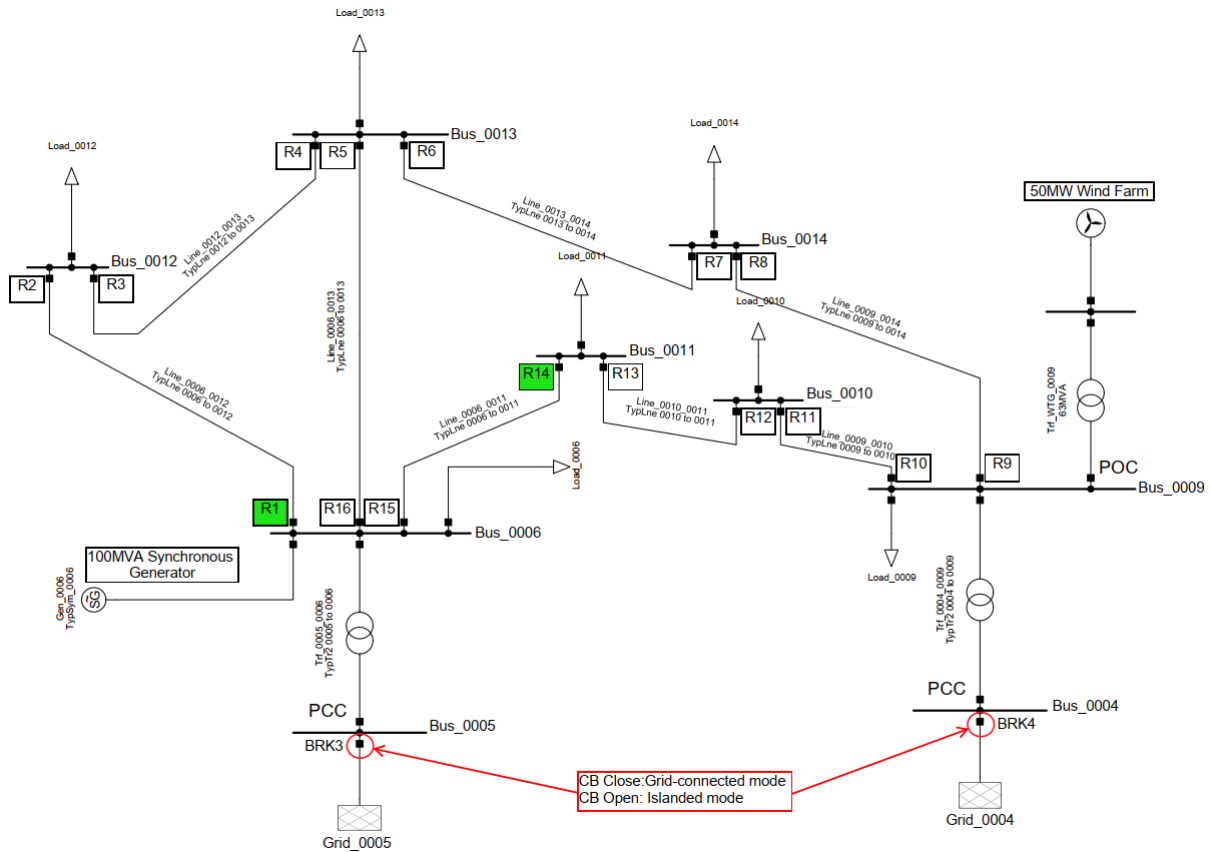 Load_0013
Bus_0013
R4
R5
R6
Load_0012
Load_0014
50MW Wind Farm
Line_0012_0013
TypLne 0012 to 0013
Line_0013_0014
TypLne 0013 to 0014
Bus_0014
Bus_0012
Load_0011
R2
R3
R7
R8
Load_0010
Line_0006_0013
TypLne 0006 to 0013
Line_0009_0014
TypLne 0009 to 0014
Bus_0011
R14
R13
Line_0006_0012
TypLne 0006 to 0012
Line_0006_0011
TypLne 0006 to 0011
Line_0010_0011
TypLne 0010 to 0011
Bus_0010
R12
R11
Trf_WTG_0009
63MVA
Line_0009_0010
TypLne 0009 to 0010
R10
R9
POC
Bus_0009
Load_0006
R1
R16
R15
Bus_0006
100MVA Synchronous
Generator
Gen_0006
TypSym_0006
SG
~
Load_0009
Trf_0005_0006
TypTr2 0005 to 0006
Trf_0004_0009
TypTr2 0004 to 0009
PCC
Bus_0005
BRK3
PCC
Bus_0004
BRK4
CB Close:Grid-connected mode
CB Open: Islanded mode
Grid_0005
Grid_0004